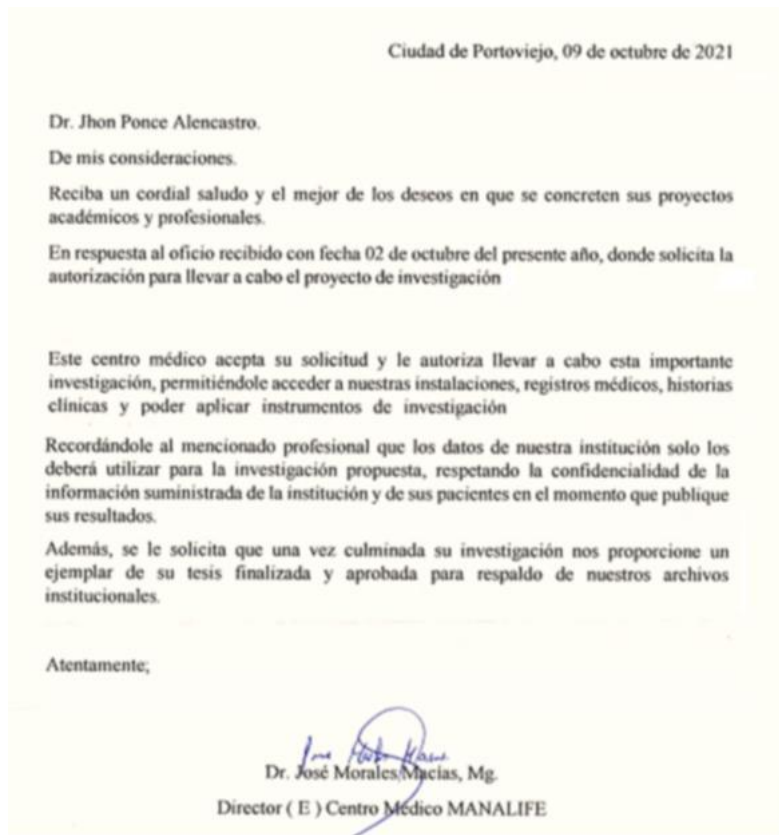 Ciudad de Portoviejo, 09 de octubre de 2021
Dr. Jhon Ponce Alencastro.
De mis consideraciones.
Reciba un cordial saludo y el mejor de los deseos en que se concreten sus proyectos
académicos y profesionales.
En respuesta al oficio recibido con fecha 02 de octubre del presente año, donde solicita la
autorización para llevar a cabo el proyecto de investigación
Este centro médico acepta su solicitud y le autoriza llevar a cabo esta importante
investigación, permitiéndole acceder a nuestras instalaciones, registros médicos, historias
clínicas y poder aplicar instrumentos de investigación
Recordándole al mencionado profesional que los datos de nuestra institución solo los
deberá utilizar para la investigación propuesta, respetando la confidencialidad de la
información suministrada de la institución y de sus pacientes en el momento que publique
sus resultados.
Además, se le solicita que una vez culminada su investigación nos proporcione un
ejemplar de su tesis finalizada y aprobada para respaldo de nuestros archivos
institucionales.
Atentamente;
Dr. José Morales Macías, Mg.
Director ( E ) Centro Médico MANALIFE